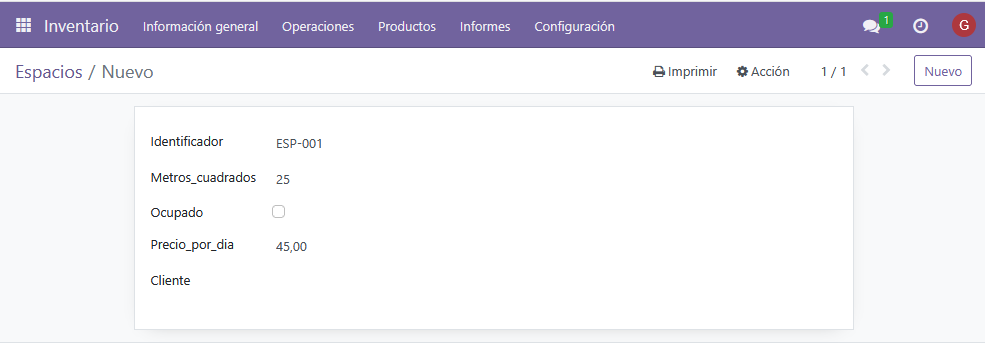 Inventario Información general Operaciones Productos Informes Configuración 1 G
Espacios / Nuevo Imprimir Acción 1 / 1 Nuevo
Identificador ESP-001
Metros_cuadrados 25
Ocupado
Precio_por_dia 45,00
Cliente